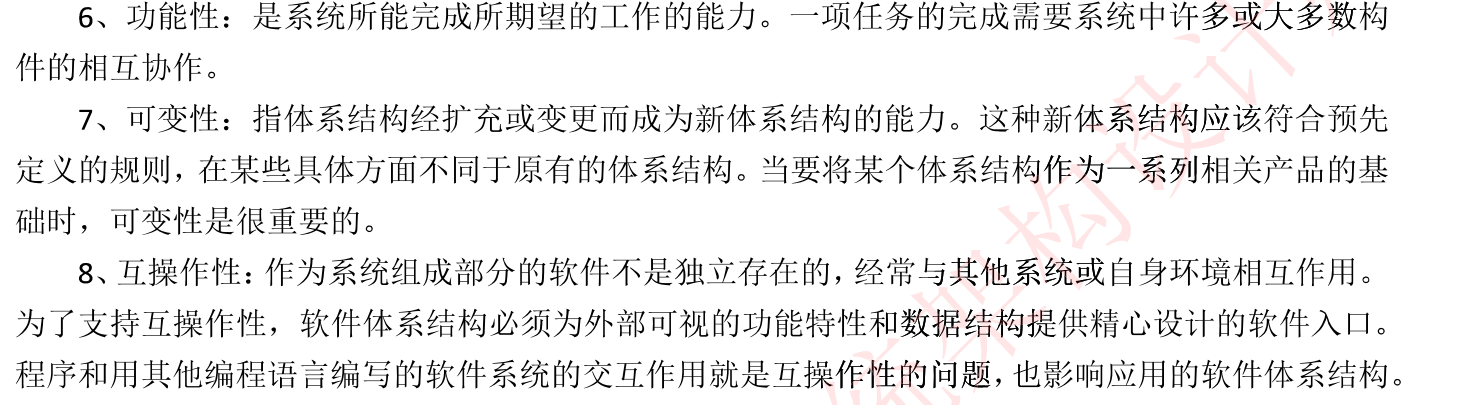 6、功能性：是系统所能完成所期望的工作的能力。一项任务的完成需要系统中许多或大多数构
件的相互协作。
7、可变性：指体系结构经扩充或变更而成为新体系结构的能力。这种新体系结构应该符合预先
定义的规则，在某些具体方面不同于原有的体系结构。当要将某个体系结构作为一系列相关产品的基
础时，可变性是很重要的。
8、互操作性：作为系统组成部分的软件不是独立存在的，经常与其他系统或自身环境相互作用。
为了支持互操作性，软件体系结构必须为外部可视的功能特性和数据结构提供精心设计的软件入口。
程序和用其他编程语言编写的软件系统的交互作用就是互操作性的问题，也影响应用的软件体系结构。
统架构设计